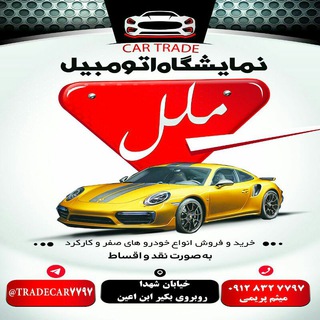 CAR TRADE
نمایشگاه اتومبیل
ملل
خرید و فروش انواع خودرو های صفر و کارکرد
به صورت نقد و اقساط
@TRADECAR7797
خیابان شهدا
روبروی بکیر ابن اعین
۰۹۱۲ ۸۳۲ ۷۷۹۷
میثم پریمی